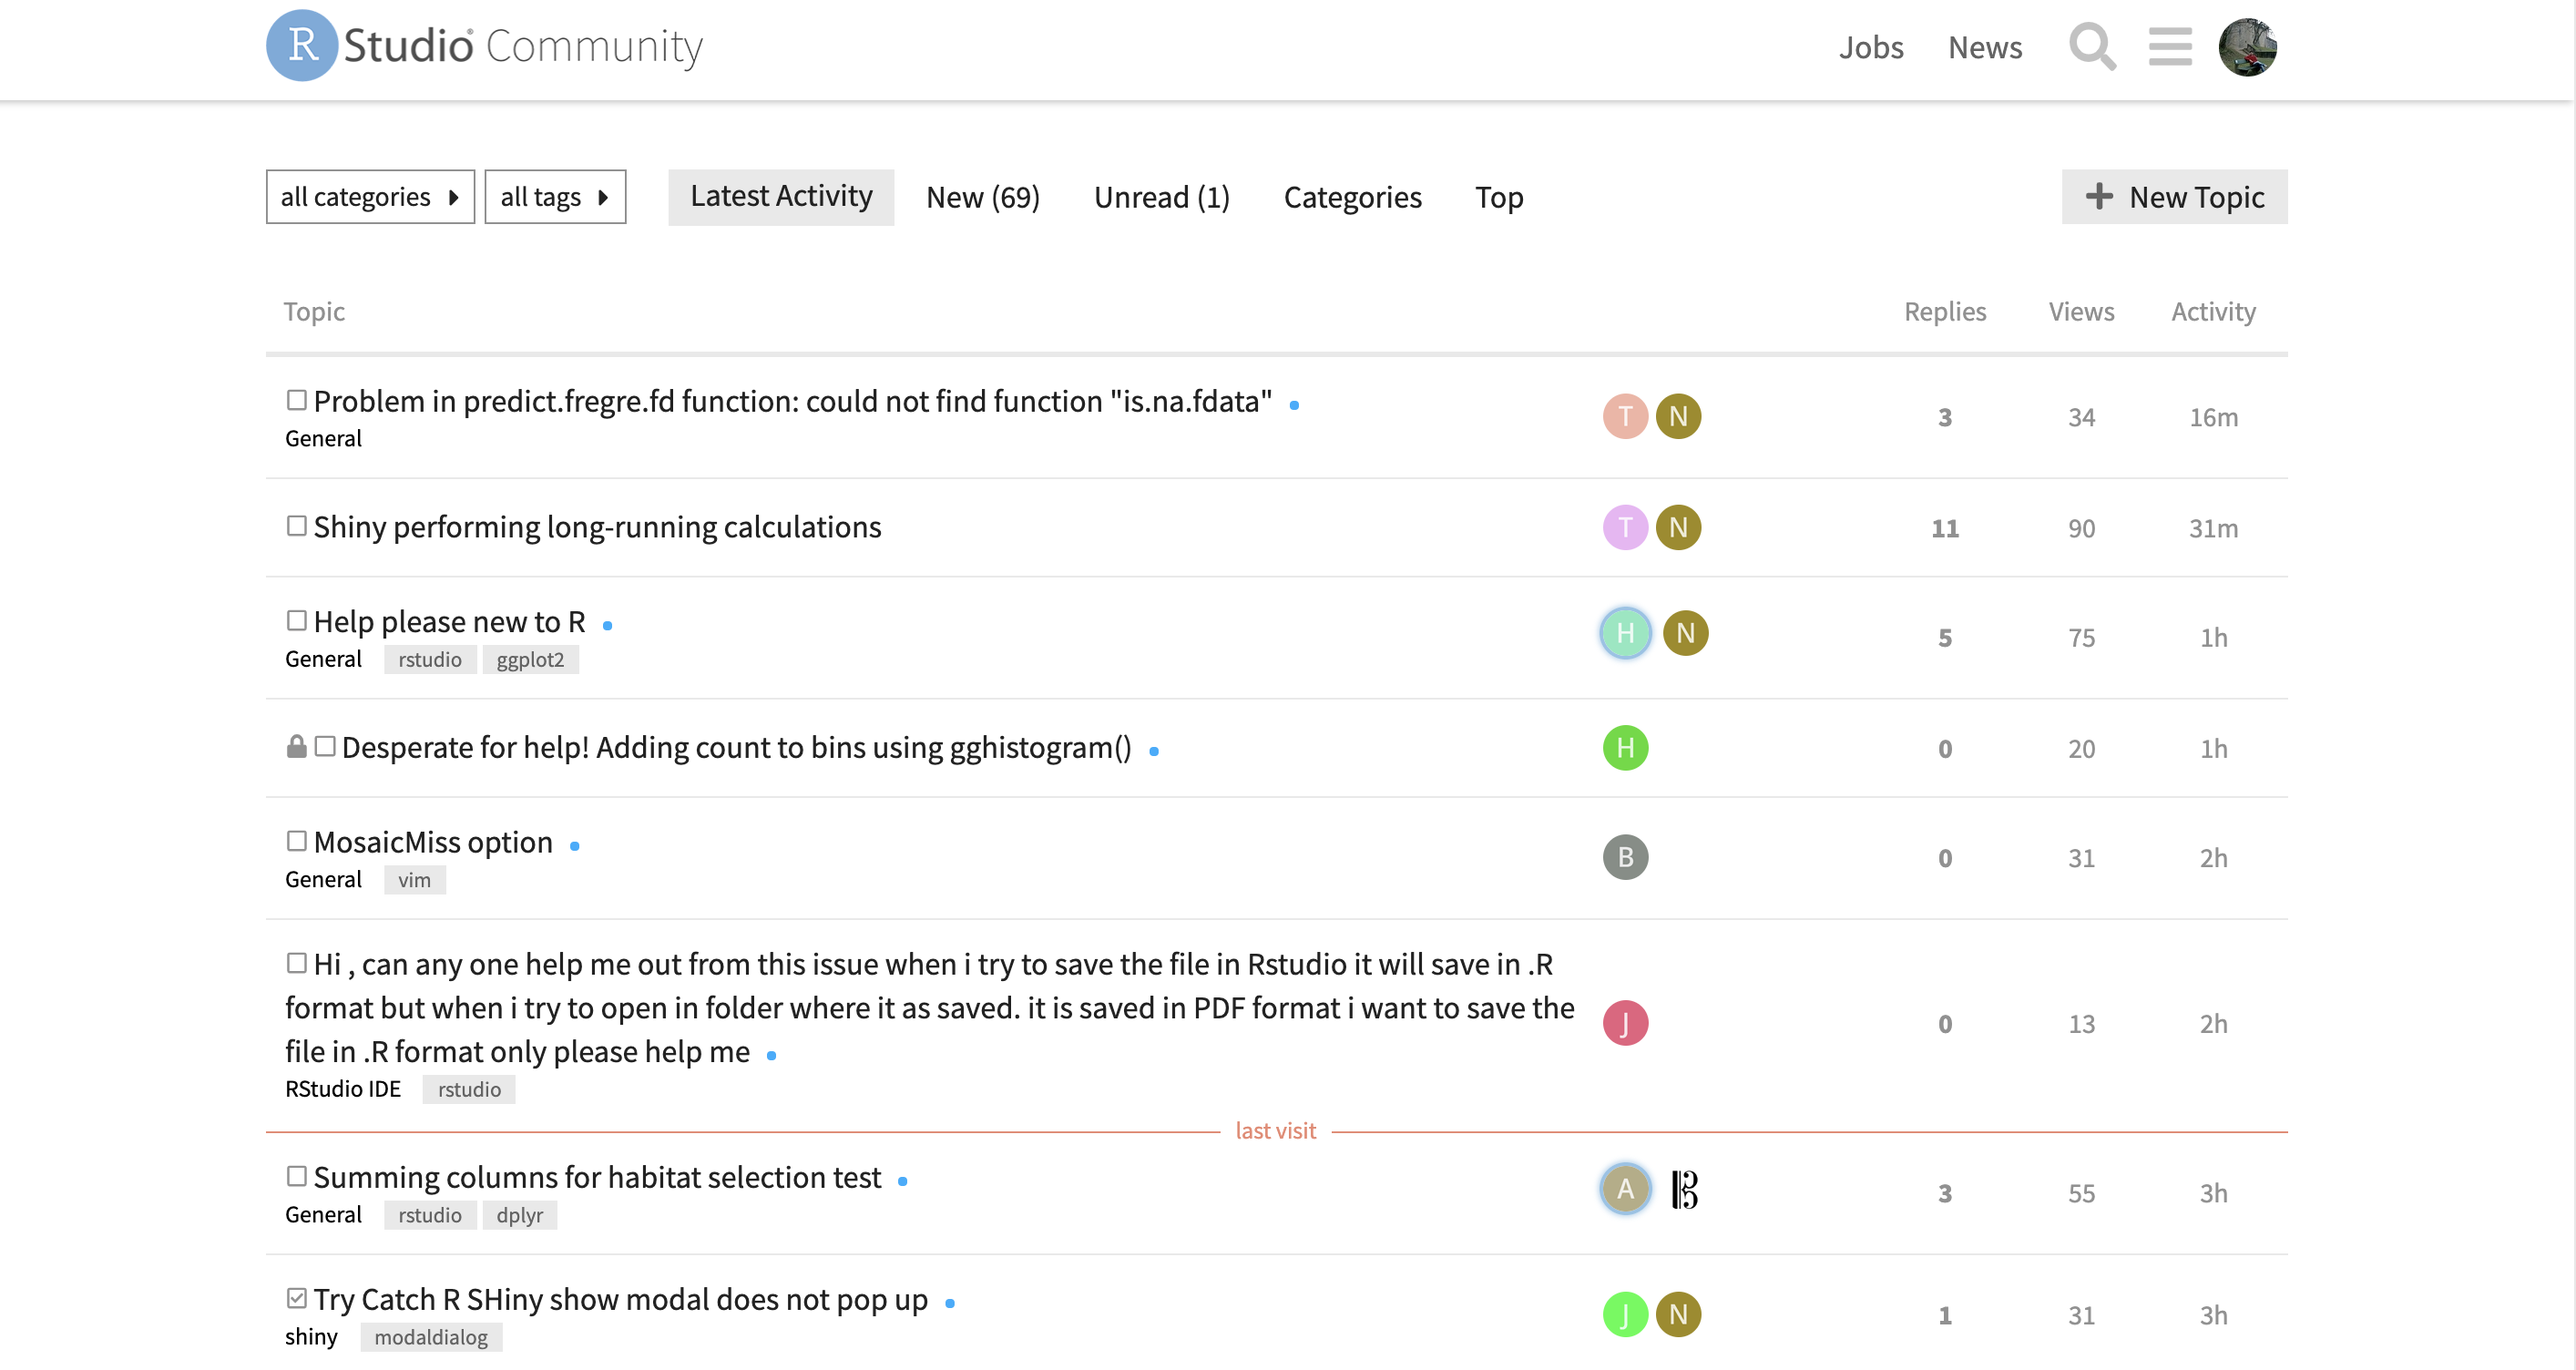 R Studio® Community
Jobs News
all categories all tags Latest Activity New (69) Unread (1) Categories Top + New Topic
Topic Replies Views Activity
Problem in predict.fregre.fd function: could not find function "is.na.fdata" T N 3 34 16m
General
Shiny performing long-running calculations T N 11 90 31m
Help please new to R H N 5 75 1h
General rstudio ggplot2
Desperate for help! Adding count to bins using gghistogram() H 0 20 1h
MosaicMiss option B 0 31 2h
General vim
Hi , can any one help me out from this issue when i try to save the file in Rstudio it will save in .R
format but when i try to open in folder where it as saved. it is saved in PDF format i want to save the J 0 13 2h
file in .R format only please help me
RStudio IDE rstudio
last visit
Summing columns for habitat selection test A 3 55 3h
General rstudio dplyr
Try Catch R SHiny show modal does not pop up J N 1 31 3h
shiny modaldialog